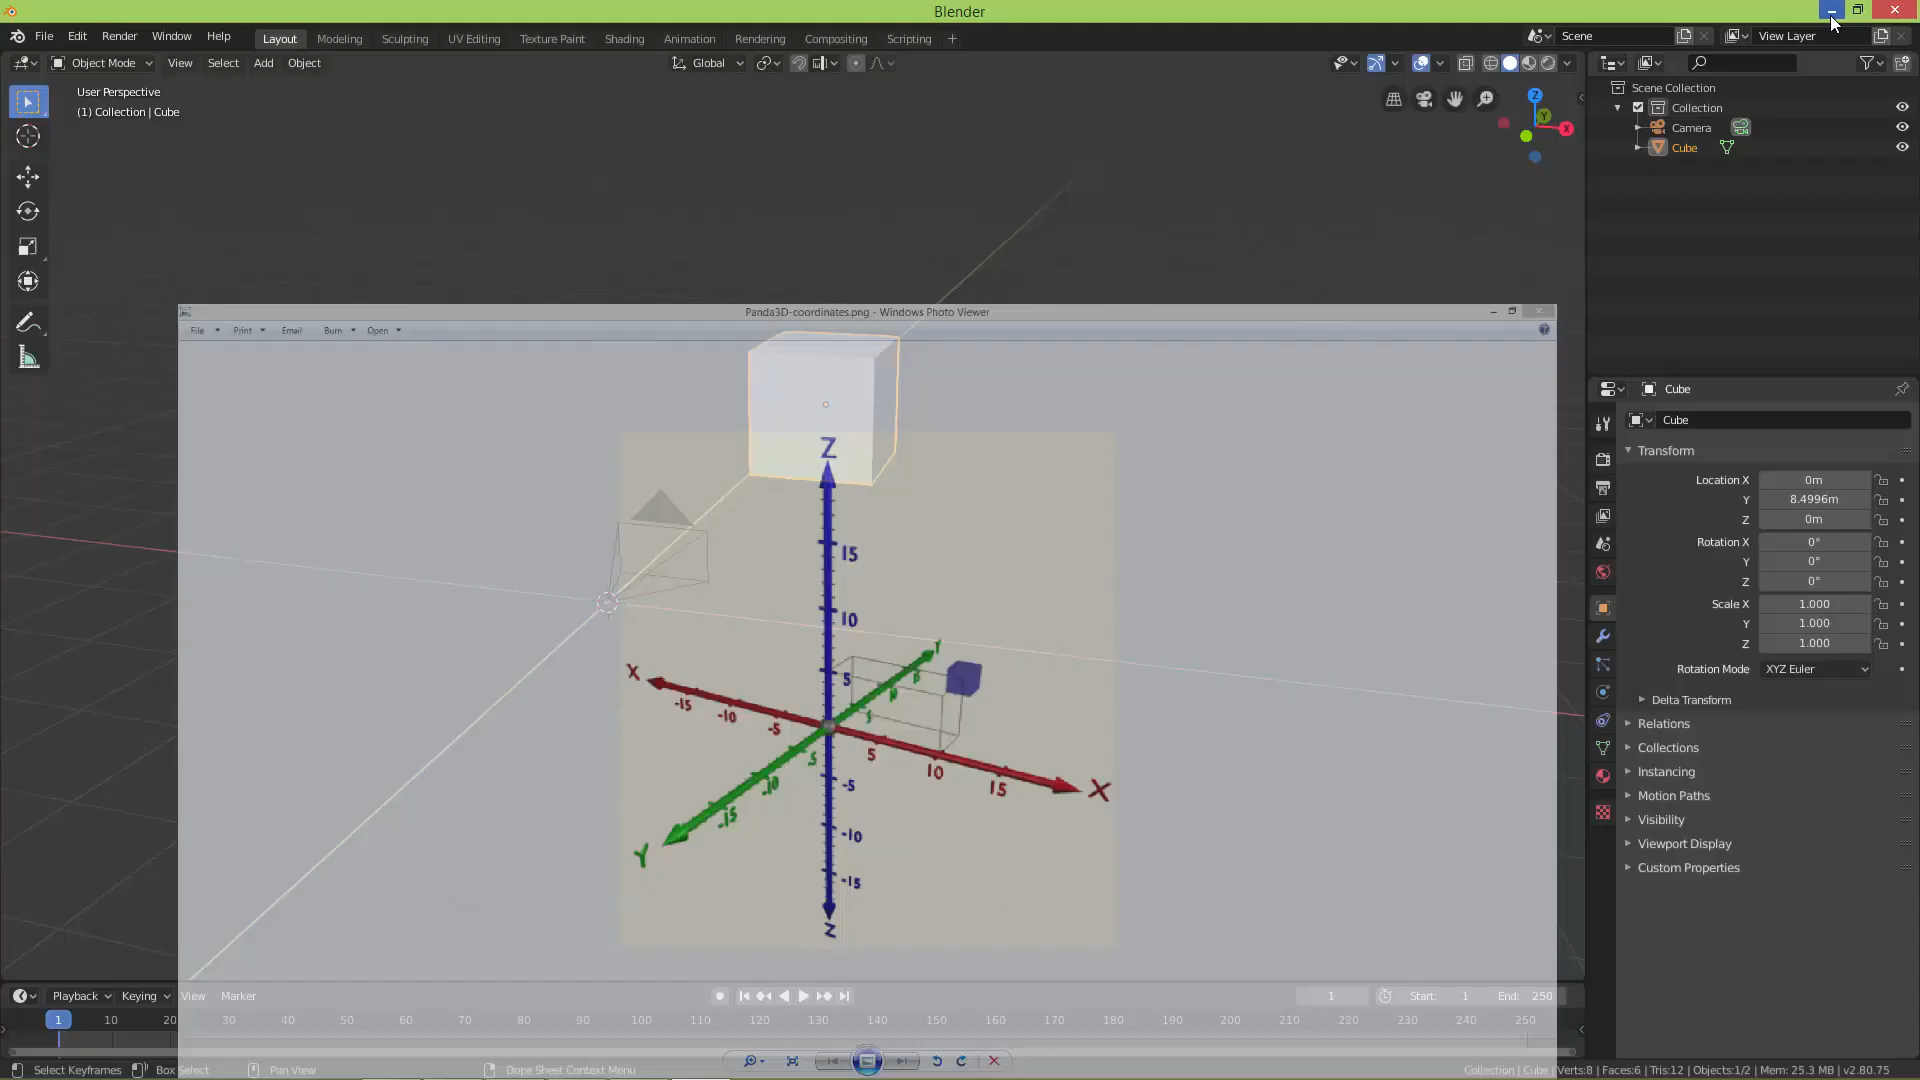 Blender
File Edit Render Window Help
Layout Modeling Sculpting UV Editing Texture Paint Shading Animation Rendering Compositing Scripting +
Scene
View Layer
Object Mode View Select Add Object
Global
User Perspective
(1) Collection | Cube
Z
Y
X
Scene Collection
Collection
Camera
Cube
Panda3D-coordinates.png - Windows Photo Viewer
File Print Email Burn Open
Z
15
10
5
X
-15
-10
-5
Y
5
10
15
X
5
-10
-15
Y
-5
-10
-15
Z
Cube
Cube
Transform
Location X 0m
Y 8.4996m
Z 0m
Rotation X 0°
Y 0°
Z 0°
Scale X 1.000
Y 1.000
Z 1.000
Rotation Mode XYZ Euler
Delta Transform
Relations
Collections
Instancing
Motion Paths
Visibility
Viewport Display
Custom Properties
Playback Keying View Marker
1
Start: 1
End: 250
1 10 20 30 40 50 60 70 80 90 100 110 120 130 140 150 160 170 180 190 200 210 220 230 240 250
Select Keyframes Box Select Pan View Dope Sheet Context Menu
Collection | Cube | Verts:8 | Faces:6 | Tris:12 | Objects:1/2 | Mem: 25.3 MB | v2.80.75